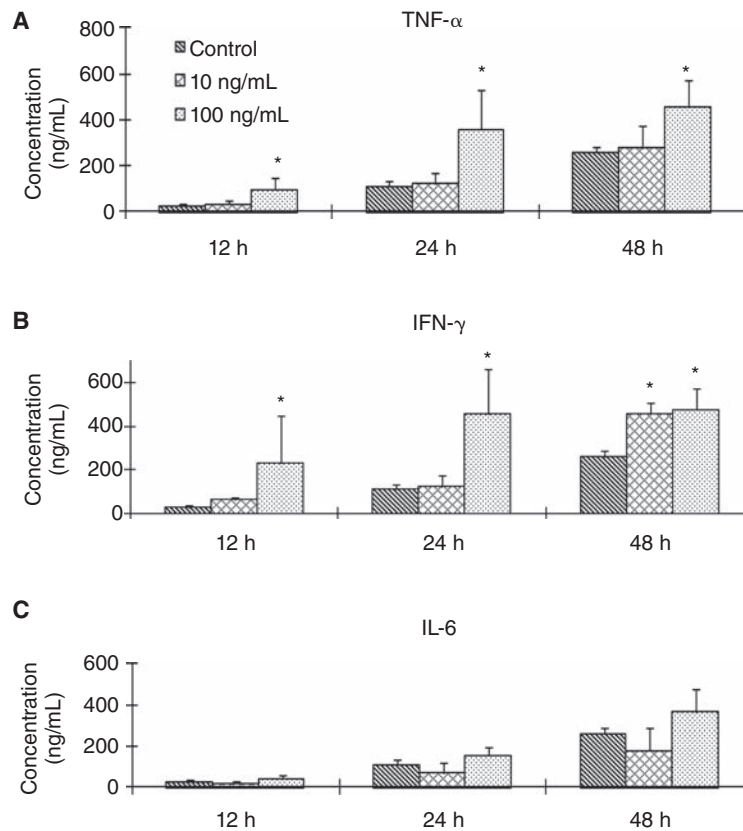 A
TNF-α
800
600
400
200
0
Concentration
(ng/mL)
Control
10 ng/mL
100 ng/mL
*
*
*
12 h
24 h
48 h
B
IFN-γ
600
400
200
0
Concentration
(ng/mL)
*
*
*
*
12 h
24 h
48 h
C
IL-6
600
400
200
0
Concentration
(ng/mL)
12 h
24 h
48 h